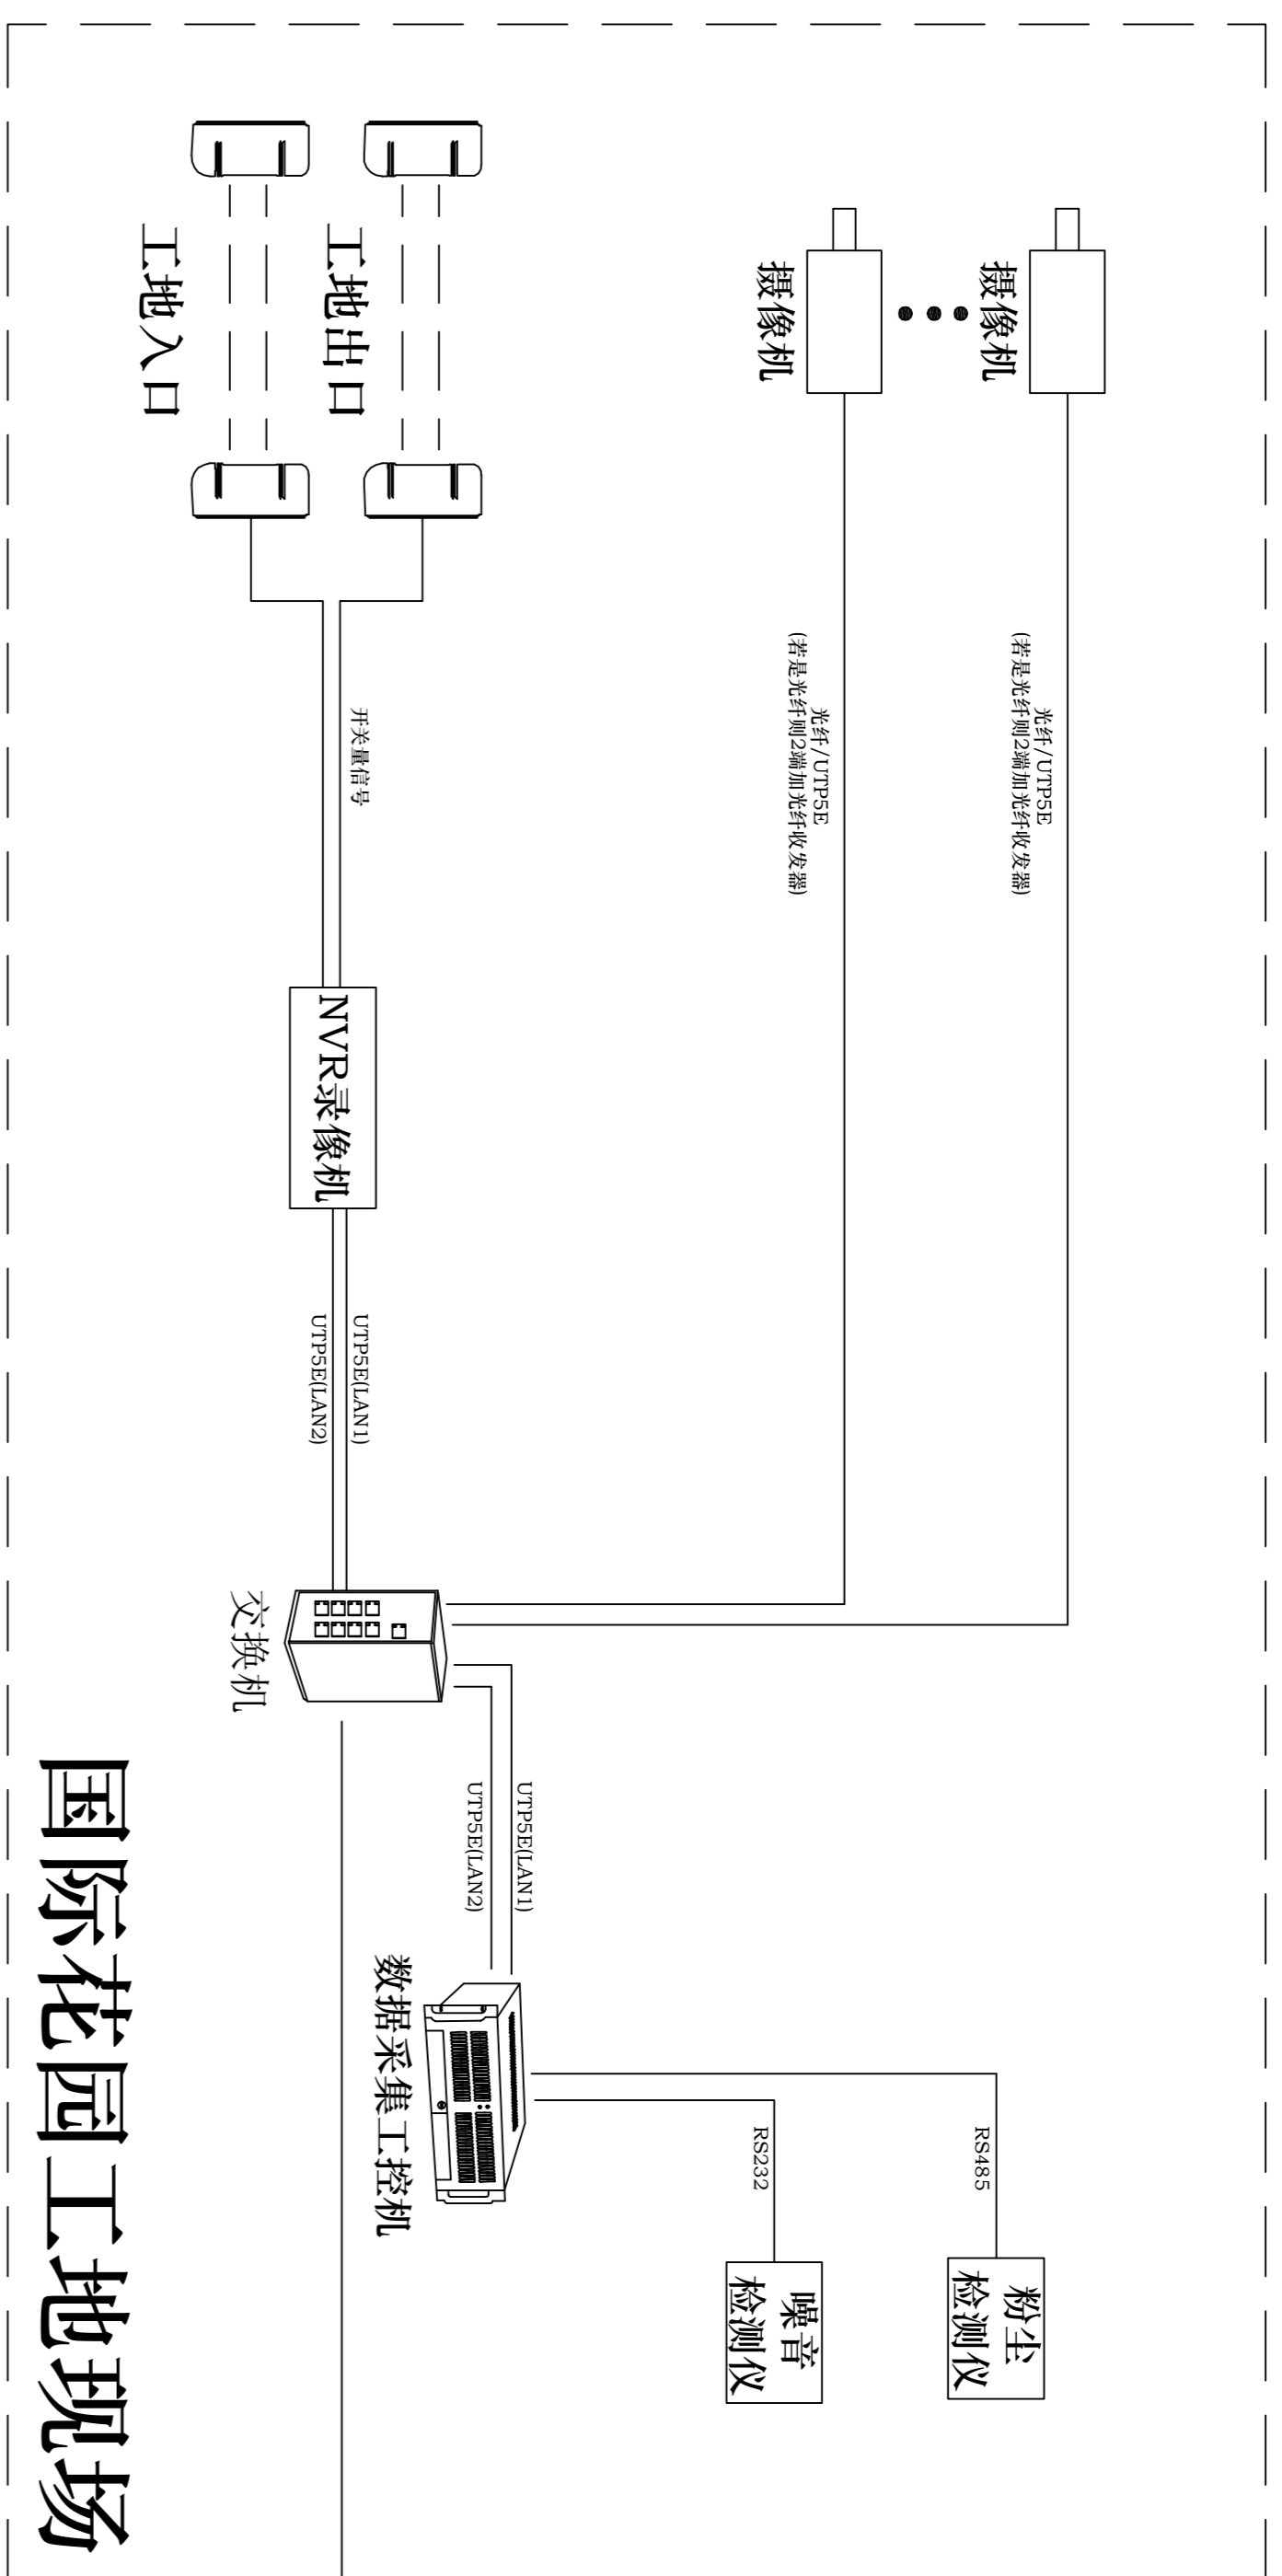 摄像机
摄像机
光纤/UTP5E
(若是光纤则2端加光纤收发器)
光纤/UTP5E
(若是光纤则2端加光纤收发器)
粉尘
检测仪
RS485
噪音
检测仪
RS232
工地出口
工地入口
开关量信号
NVR录像机
UTP5E(LAN1)
UTP5E(LAN2)
交换机
UTP5E(LAN1)
UTP5E(LAN2)
数据采集工控机
国际花园工地现场